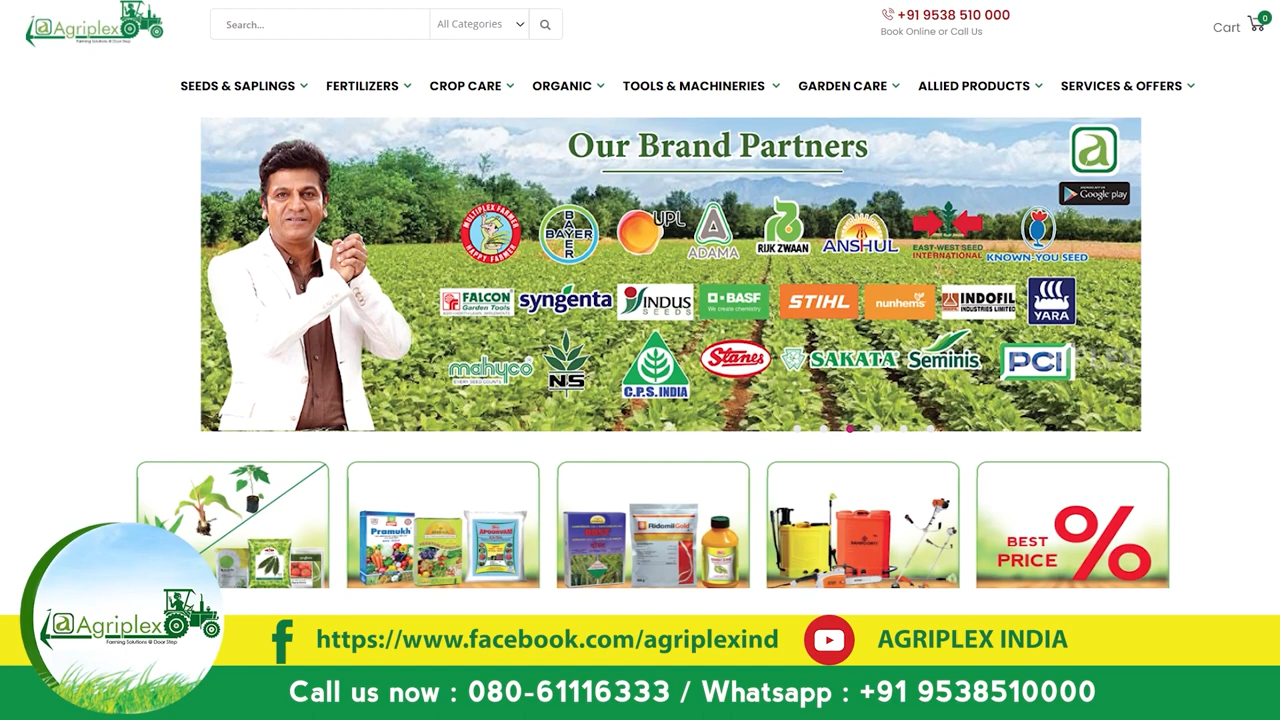 @Agriplex
Farming Solutions @ Door Step
Search...
All Categories
+91 9538 510 000
Book Online or Call Us
Cart
0
SEEDS & SAPLINGS
FERTILIZERS
CROP CARE
ORGANIC
TOOLS & MACHINERIES
GARDEN CARE
ALLIED PRODUCTS
SERVICES & OFFERS
Our Brand Partners
a
Google play
MULTIPLEX FARMER
HAPPY FARMER
BAYER
BAYER
UPL
ADAMA
RIJK ZWAAN
ANSHUL
EAST-WEST SEED
INTERNATIONAL
KNOWN-YOU SEED
FALCON
Garden Tools
syngenta
INDUS
SEEDS
BASF
We create chemistry
STIHL
nunhems
INDOFIL
INDUSTRIES LIMITED
YARA
mahyco
EVERY SEED COUNTS
NS
C.P.S. INDIA
Stanes
SAKATA
Seminis
PCI
Pramukh
RidomilGold
BEST
PRICE %
@Agriplex
Farming Solutions @ Door Step
https://www.facebook.com/agriplexind
AGRIPLEX INDIA
Call us now : 080-61116333 / Whatsapp : +91 9538510000